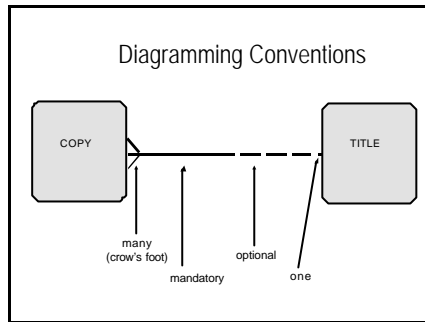 Diagramming Conventions
COPY
TITLE
many
(crow's foot)
mandatory
optional
one